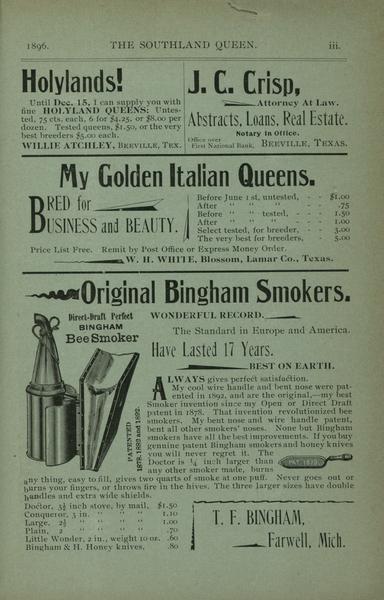 1896. THE SOUTHLAND QUEEN. iii.
Holylands!
Until Dec. 15, I can supply you with
fine HOLYLAND QUEENS: Untes-
ted, 75 cts. each, 6 for $4.25, or $8.00 per
dozen. Tested queens, $1.50, or the very
best breeders $5.00 each.
WILLIE ATCHLEY, BEEVILLE, TEX.
J. C. Crisp,
Attorney At Law.
Abstracts, Loans, Real Estate.
Notary in Office.
Office over
First National Bank, BEEVILLE, TEXAS.
My Golden Italian Queens.
BRED for
BUSINESS and BEAUTY.
Before June 1st, untested, - - $1.00
After " " " - - .75
Before " " tested, - - 1.50
After " " " - - 1.00
Select tested, for breeder, - - 3.00
The very best for breeders, - 5.00
Price List Free. Remit by Post Office or Express Money Order.
W. H. WHITE, Blossom, Lamar Co., Texas.
Original Bingham Smokers.
Direct-Draft Perfect
BINGHAM
Bee Smoker
PATENTED
1878, 1882 and 1892.
WONDERFUL RECORD.
The Standard in Europe and America.
Have Lasted 17 Years.
BEST ON EARTH.
ALWAYS gives perfect satisfaction.
My cool wire handle and bent nose were pat-
ented in 1892, and are the original,—my best
Smoker invention since my Open or Direct Draft
patent in 1878. That invention revolutionized bee
smokers. My bent nose and wire handle patent,
bent all other smokers' noses. None but Bingham
smokers have all the best improvements. If you buy
genuine patent Bingham smokers and honey knives
you will never regret it. The
Doctor is ¼ inch larger than
any other smoker made, burns
PAT. 1879
any thing, easy to fill, gives two quarts of smoke at one puff. Never goes out or
burns your fingers, or throws fire in the hives. The three larger sizes have double
handles and extra wide shields.
Doctor, 3½ inch stove, by mail, $1.50
Conqueror, 3 in. " " " 1.10
Large, 2½ " " " " 1.00
Plain, 2 " " " " .70
Little Wonder, 2 in., weight 10 oz. .60
Bingham & H. Honey knives, .80
T. F. BINGHAM,
Farwell, Mich.